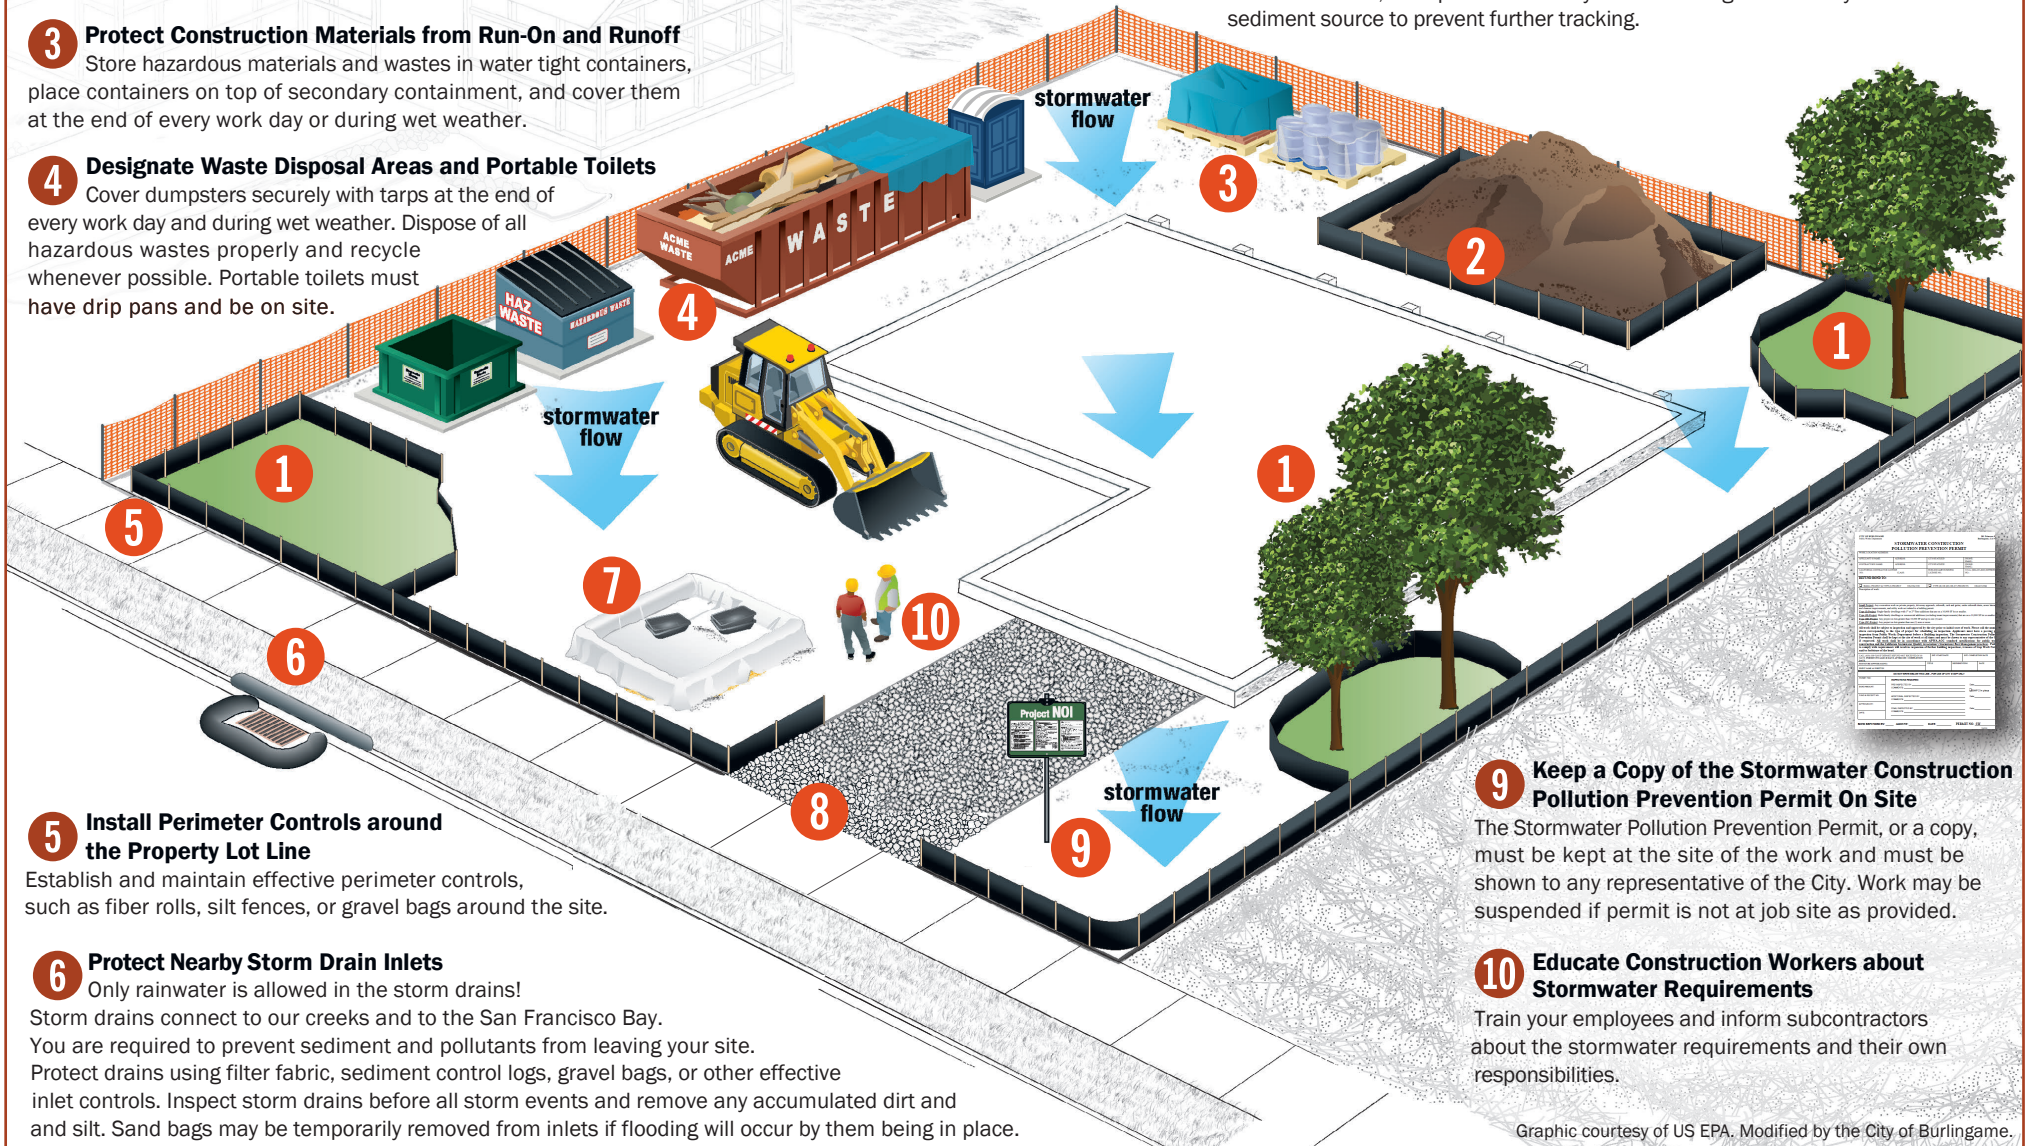 sediment source to prevent further tracking.
3 Protect Construction Materials from Run-On and Runoff
Store hazardous materials and wastes in water tight containers,
place containers on top of secondary containment, and cover them
at the end of every work day or during wet weather.
4 Designate Waste Disposal Areas and Portable Toilets
Cover dumpsters securely with tarps at the end of
every work day and during wet weather. Dispose of all
hazardous wastes properly and recycle
whenever possible. Portable toilets must
have drip pans and be on site.
stormwater
flow
3
2
1
ACME
WASTE
ACME
WASTE
4
HAZ
WASTE
HAZARDOUS WASTE
stormwater
flow
1
1
5
7
10
6
Project NOI
8
9
stormwater
flow
STORMWATER CONSTRUCTION
POLLUTION PREVENTION PERMIT
5 Install Perimeter Controls around
the Property Lot Line
Establish and maintain effective perimeter controls,
such as fiber rolls, silt fences, or gravel bags around the site.
6 Protect Nearby Storm Drain Inlets
Only rainwater is allowed in the storm drains!
Storm drains connect to our creeks and to the San Francisco Bay.
You are required to prevent sediment and pollutants from leaving your site.
Protect drains using filter fabric, sediment control logs, gravel bags, or other effective
inlet controls. Inspect storm drains before all storm events and remove any accumulated dirt and
and silt. Sand bags may be temporarily removed from inlets if flooding will occur by them being in place.
9 Keep a Copy of the Stormwater Construction
Pollution Prevention Permit On Site
The Stormwater Pollution Prevention Permit, or a copy,
must be kept at the site of the work and must be
shown to any representative of the City. Work may be
suspended if permit is not at job site as provided.
10 Educate Construction Workers about
Stormwater Requirements
Train your employees and inform subcontractors
about the stormwater requirements and their own
responsibilities.
Graphic courtesy of US EPA. Modified by the City of Burlingame.